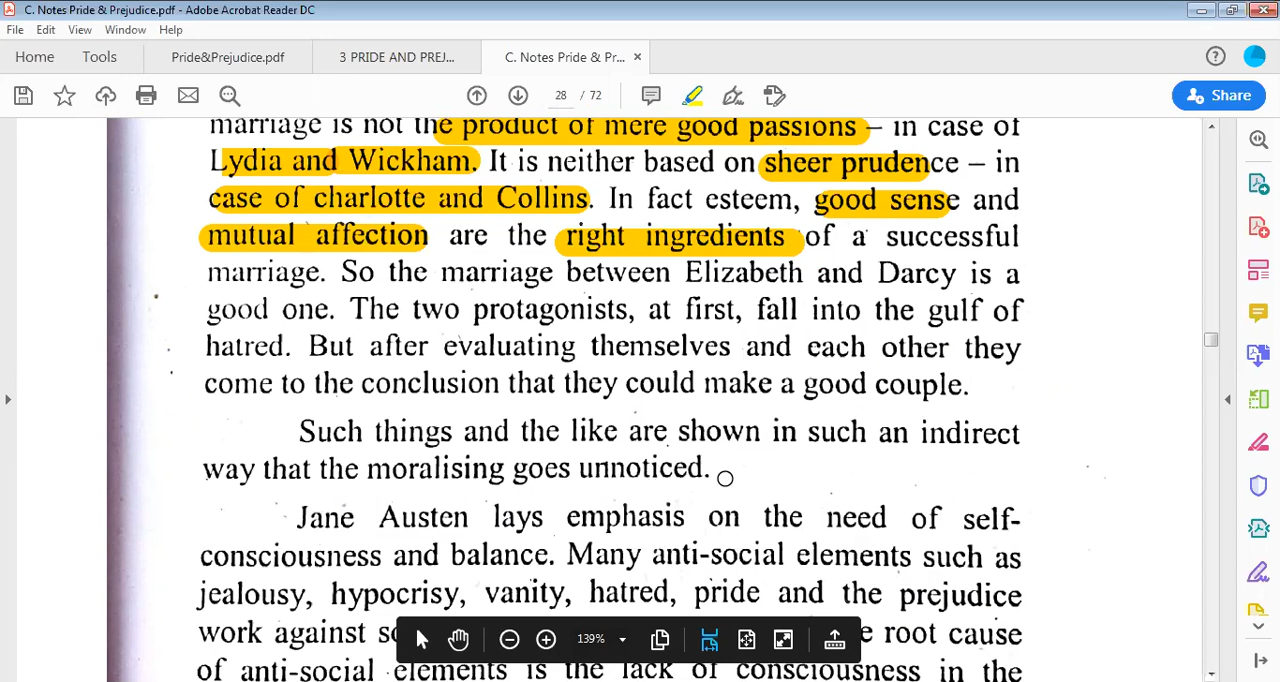 C. Notes Pride & Prejudice.pdf - Adobe Acrobat Reader DC
File Edit View Window Help
Home Tools Pride&Prejudice.pdf 3 PRIDE AND PREJ... C. Notes Pride & Pr... ×
28 / 72 Share
marriage is not the product of mere good passions – in case of
Lydia and Wickham. It is neither based on sheer prudence – in
case of charlotte and Collins. In fact esteem, good sense and
mutual affection are the right ingredients of a successful
marriage. So the marriage between Elizabeth and Darcy is a
good one. The two protagonists, at first, fall into the gulf of
hatred. But after evaluating themselves and each other they
come to the conclusion that they could make a good couple.
Such things and the like are shown in such an indirect
way that the moralising goes unnoticed.
Jane Austen lays emphasis on the need of self-
consciousness and balance. Many anti-social elements such as
jealousy, hypocrisy, vanity, hatred, pride and the prejudice
work against root cause
of anti-social elements is the lack of consciousness in the
139%